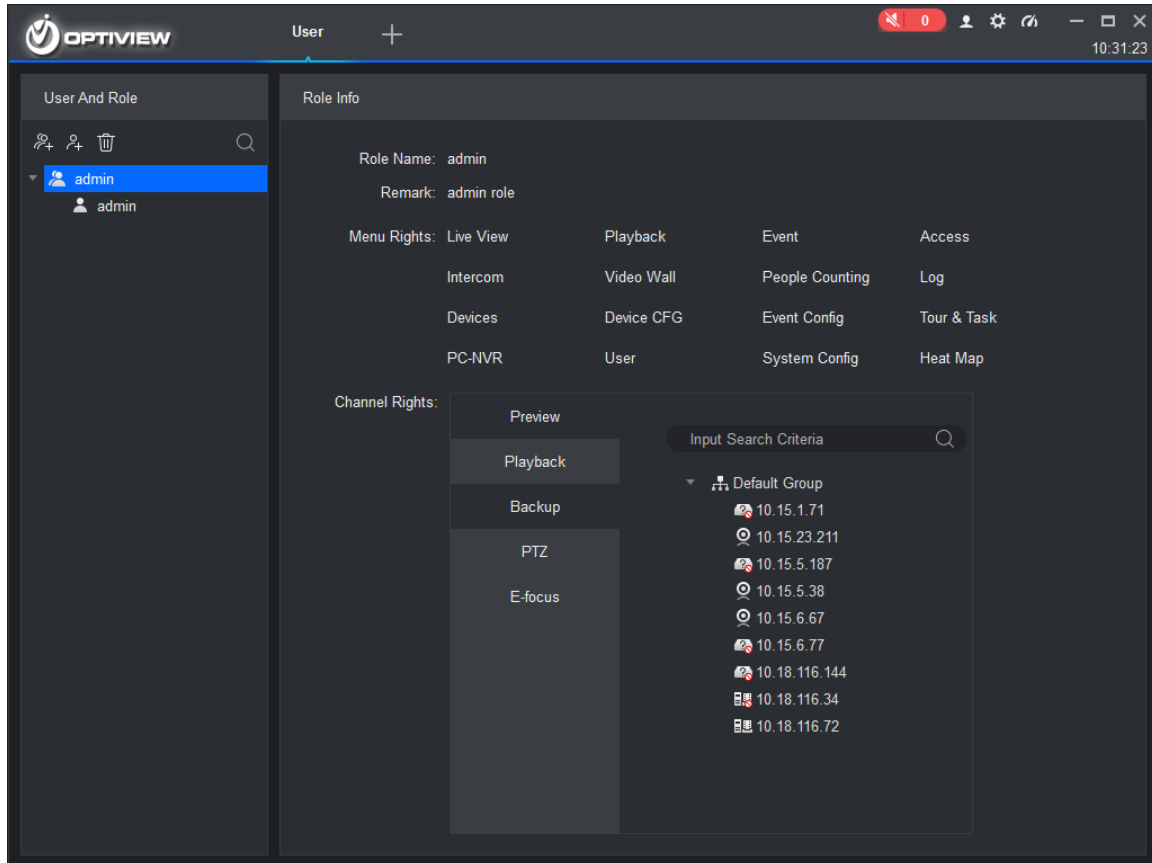 OPTIVIEW
User
0
10:31:23
User And Role
admin
admin
Role Info
Role Name: admin
Remark: admin role
Menu Rights: Live View Playback Event Access
Intercom Video Wall People Counting Log
Devices Device CFG Event Config Tour & Task
PC-NVR User System Config Heat Map
Channel Rights:
Preview
Playback
Backup
PTZ
E-focus
Input Search Criteria
Default Group
10.15.1.71
10.15.23.211
10.15.5.187
10.15.5.38
10.15.6.67
10.15.6.77
10.18.116.144
10.18.116.34
10.18.116.72